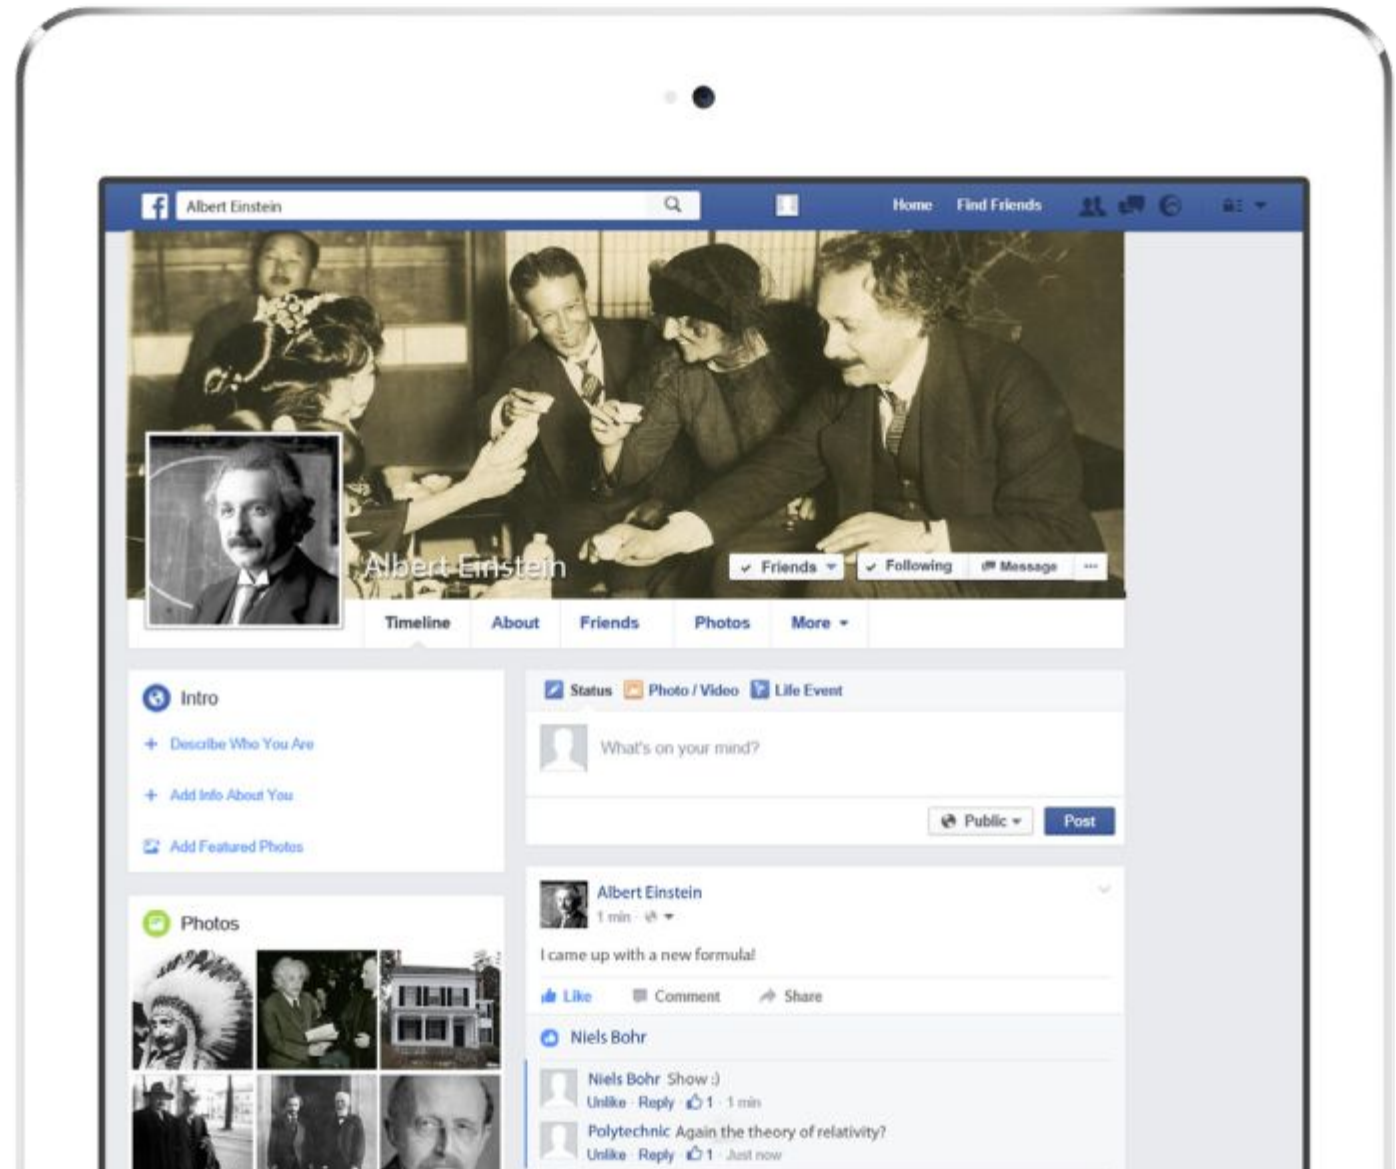 f Albert Einstein
Home Find Friends
Albert Einstein
Friends Following Message ...
Timeline About Friends Photos More
Intro
+ Describe Who You Are
+ Add Info About You
Add Featured Photos
Photos
Status Photo / Video Life Event
What's on your mind?
Public Post
Albert Einstein
1 min
I came up with a new formula!
Like Comment Share
Niels Bohr
Niels Bohr Show :)
Unlike · Reply · 1 · 1 min
Polytechnic Again the theory of relativity?
Unlike · Reply · 1 · Just now